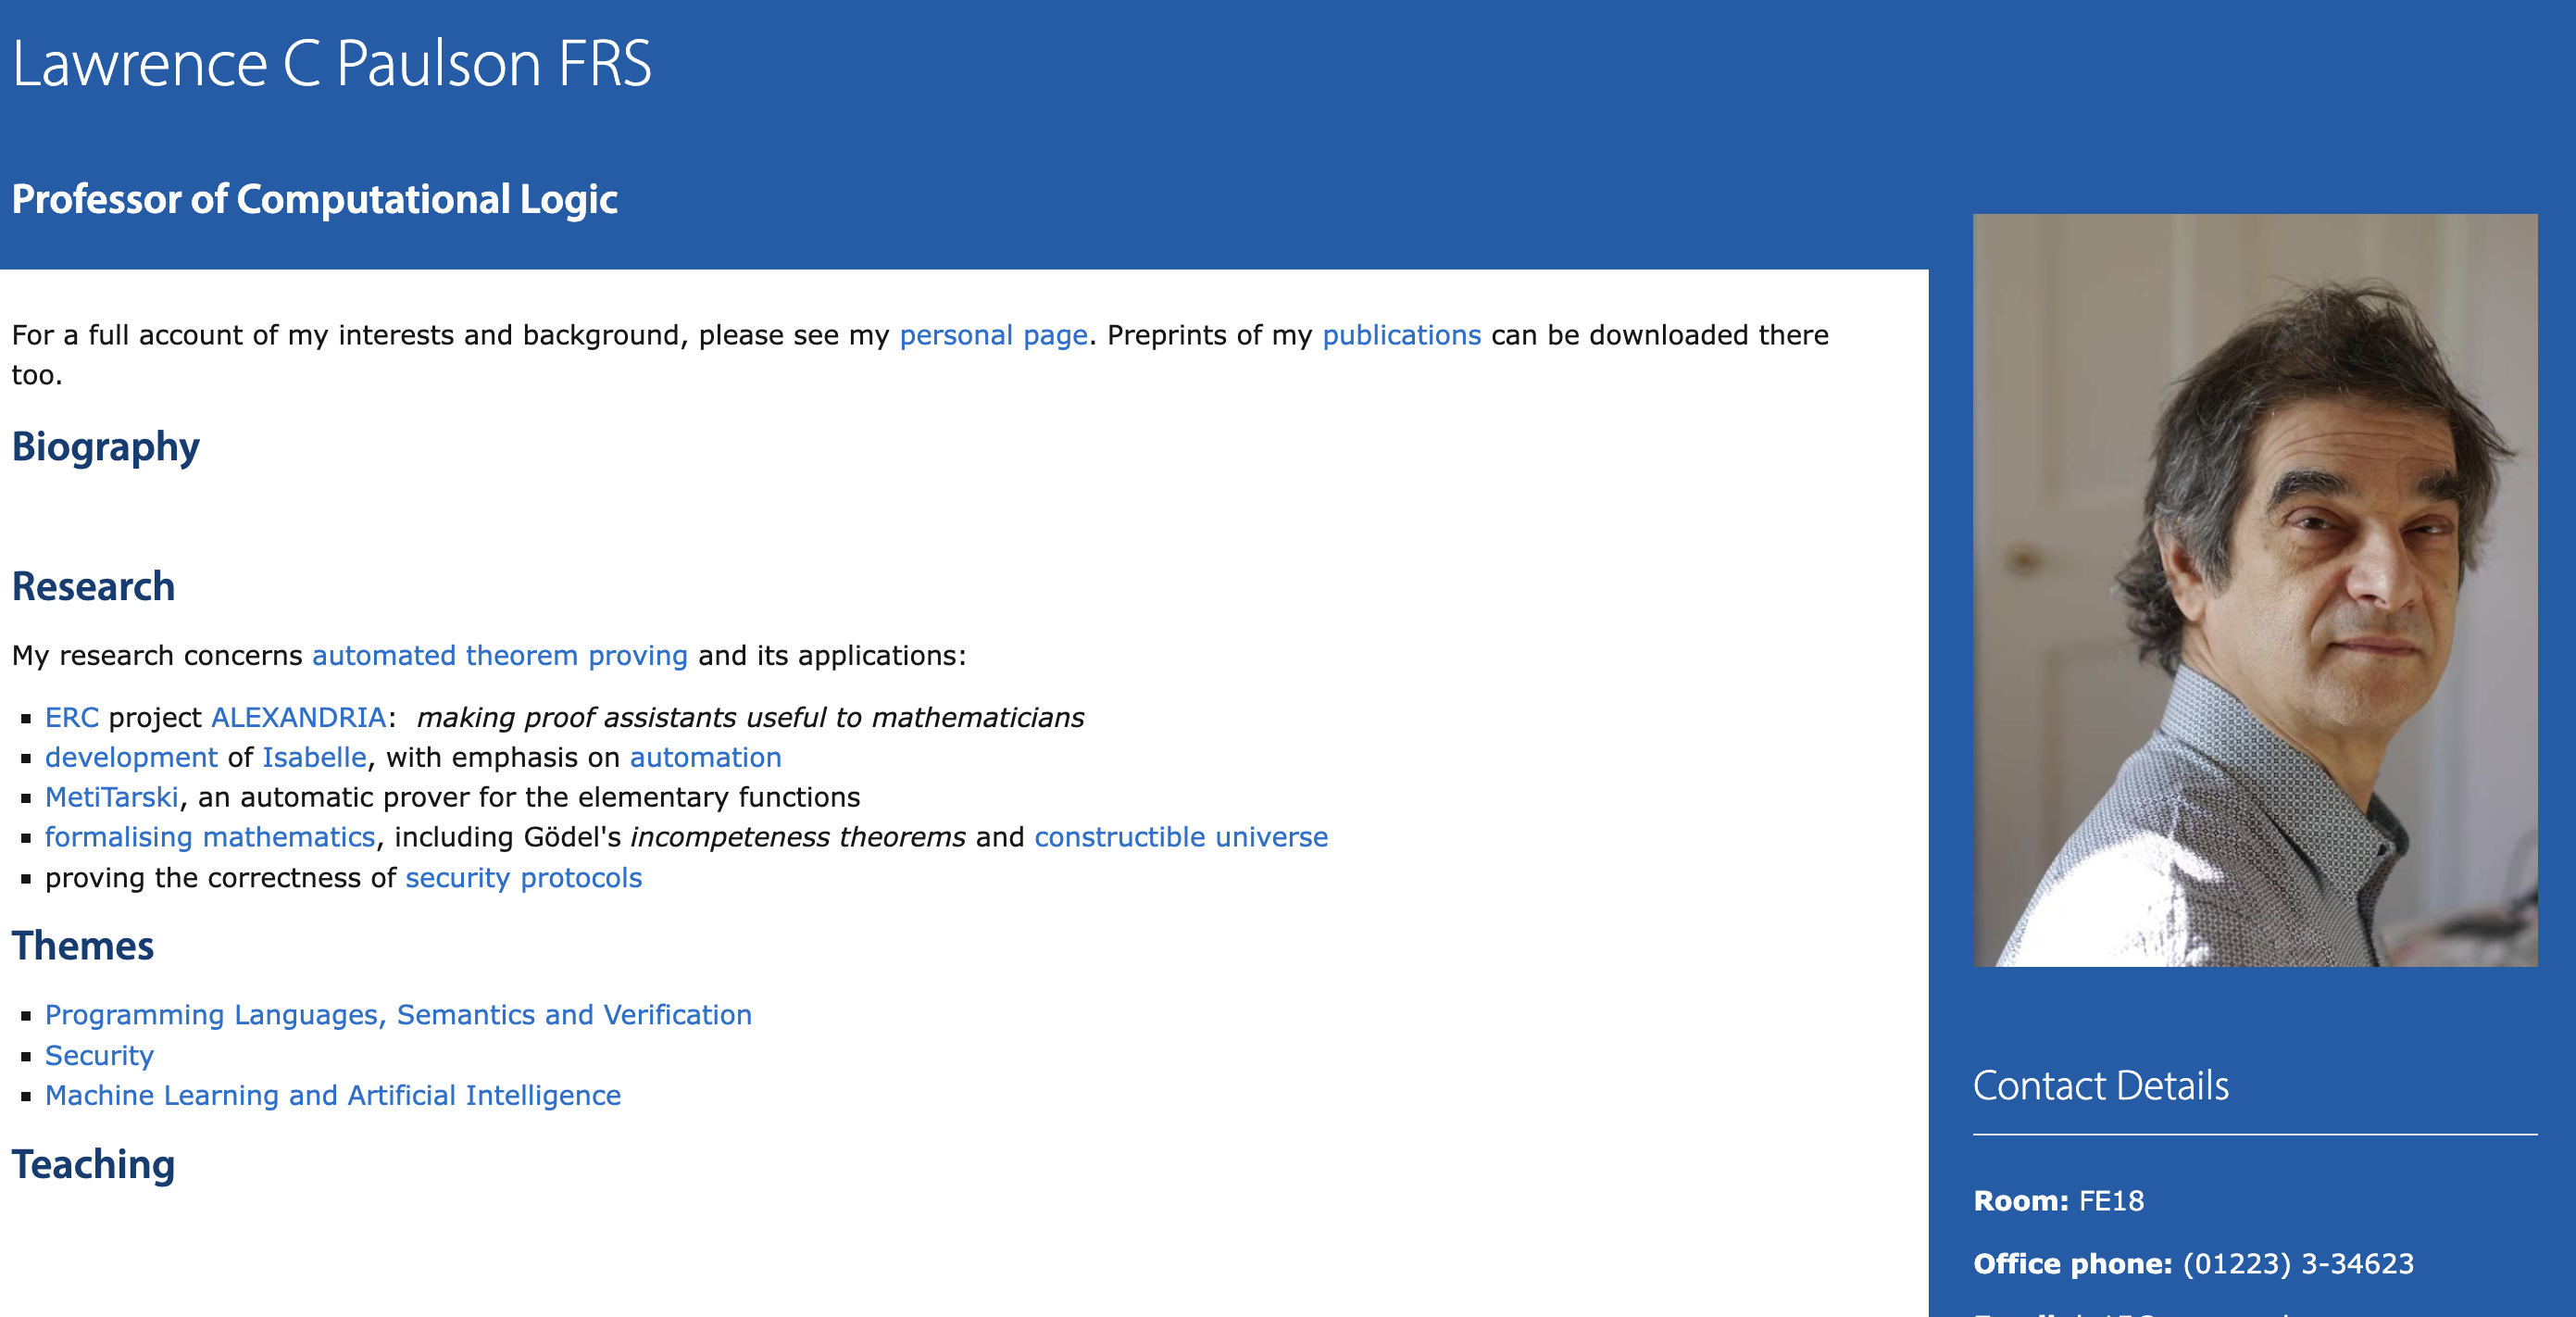 Lawrence C Paulson FRS
Professor of Computational Logic
For a full account of my interests and background, please see my personal page. Preprints of my publications can be downloaded there
too.
Biography
Research
My research concerns automated theorem proving and its applications:
▪ ERC project ALEXANDRIA: making proof assistants useful to mathematicians
▪ development of Isabelle, with emphasis on automation
▪ MetiTarski, an automatic prover for the elementary functions
▪ formalising mathematics, including Gödel's incompeteness theorems and constructible universe
▪ proving the correctness of security protocols
Themes
▪ Programming Languages, Semantics and Verification
▪ Security
▪ Machine Learning and Artificial Intelligence
Teaching
Contact Details
Room: FE18
Office phone: (01223) 3-34623